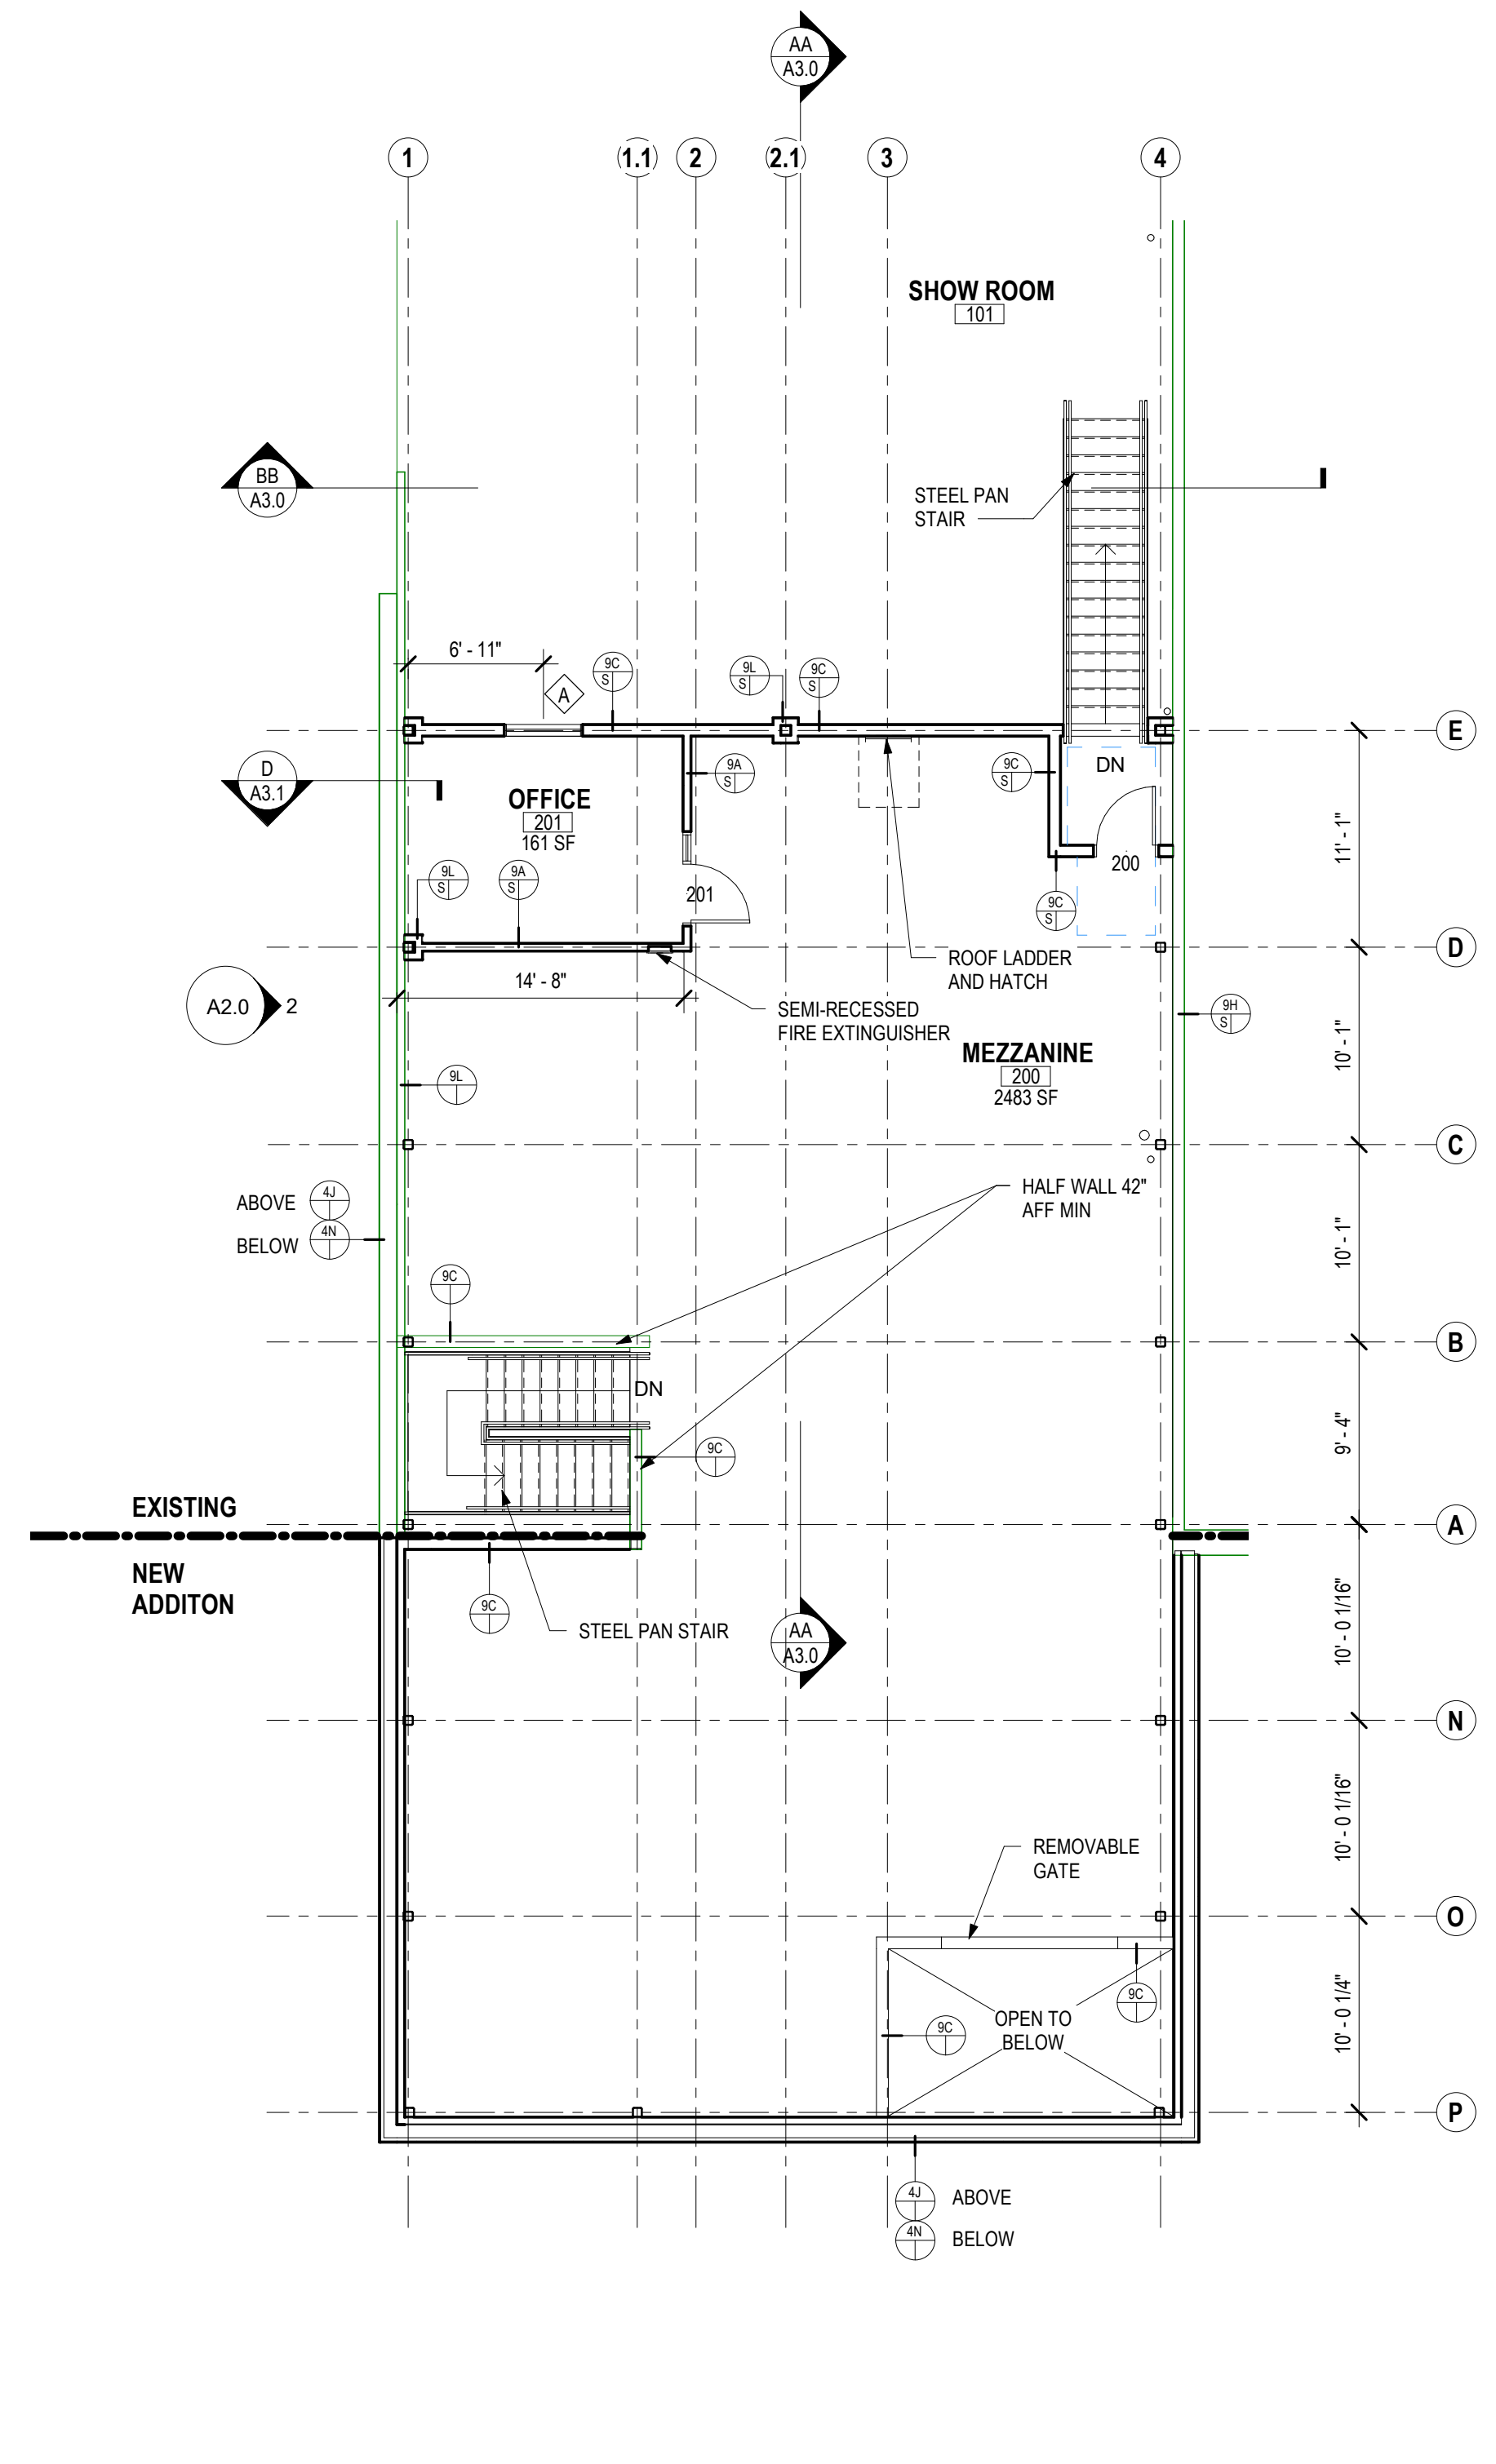 AA
A3.0
1
1.1
2
2.1
3
4
SHOW ROOM
101
BB
A3.0
STEEL PAN
STAIR
6' - 11"
A
9C
S
9L
S
9C
S
E
D
A3.1
9A
S
9C
S
DN
OFFICE
201
161 SF
11' - 1"
9L
S
9A
S
201
200
9C
S
D
ROOF LADDER
AND HATCH
14' - 8"
A2.0
2
SEMI-RECESSED
FIRE EXTINGUISHER
9H
S
MEZZANINE
200
2483 SF
10' - 1"
9L
C
ABOVE
4J
BELOW
4N
HALF WALL 42"
AFF MIN
10' - 1"
9C
B
DN
9' - 4"
9C
EXISTING
A
NEW
ADDITON
9C
STEEL PAN STAIR
AA
A3.0
10' - 0 1/16"
N
10' - 0 1/16"
REMOVABLE
GATE
O
9C
9C
OPEN TO
BELOW
10' - 0 1/4"
P
4J
ABOVE
4N
BELOW